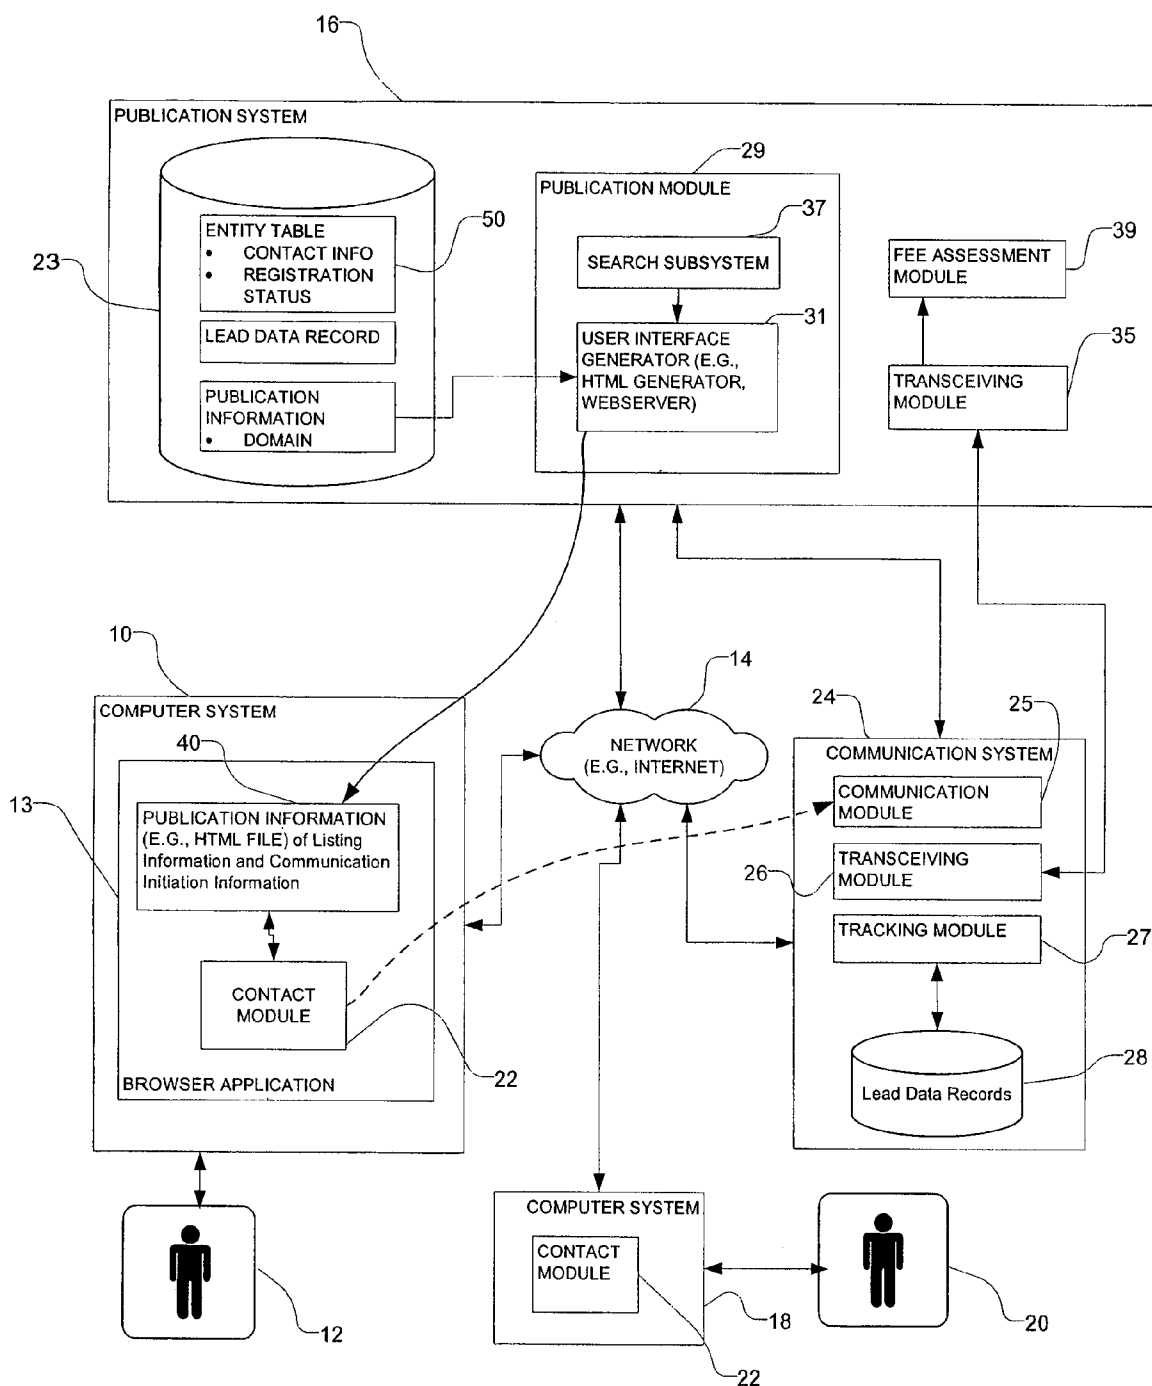 16
PUBLICATION SYSTEM
29
PUBLICATION MODULE
37
50
ENTITY TABLE
• CONTACT INFO
• REGISTRATION
STATUS
23
39
SEARCH SUBSYSTEM
FEE ASSESSMENT
MODULE
LEAD DATA RECORD
31
USER INTERFACE
GENERATOR (E.G.,
HTML GENERATOR,
WEBSERVER)
35
TRANSCEIVING
MODULE
PUBLICATION
INFORMATION
• DOMAIN
10
14
COMPUTER SYSTEM
24
25
40
NETWORK
(E.G., INTERNET)
COMMUNICATION SYSTEM
13
PUBLICATION INFORMATION
(E.G., HTML FILE) of Listing
Information and Communication
Initiation Information
COMMUNICATION
MODULE
26
TRANSCEIVING
MODULE
TRACKING MODULE
27
CONTACT
MODULE
22
BROWSER APPLICATION
28
Lead Data Records
COMPUTER SYSTEM
CONTACT
MODULE
12
18
20
22